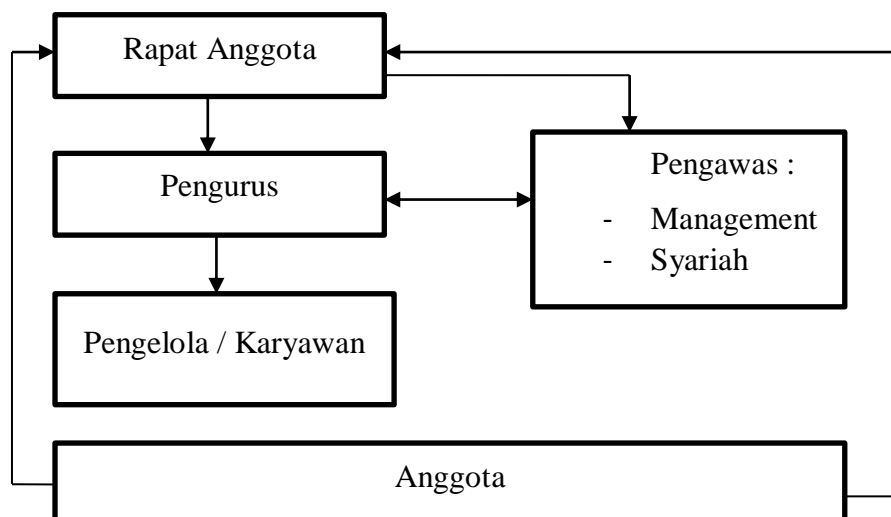 Rapat Anggota
Pengurus
Pengawas :
- Management
- Syariah
Pengelola / Karyawan
Anggota